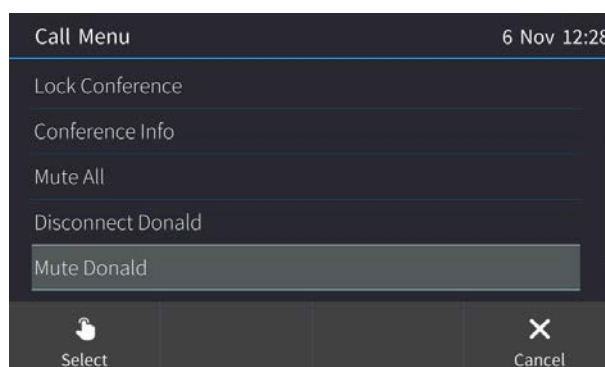 Call Menu 6 Nov 12:28
Lock Conference
Conference Info
Mute All
Disconnect Donald
Mute Donald
Select Cancel